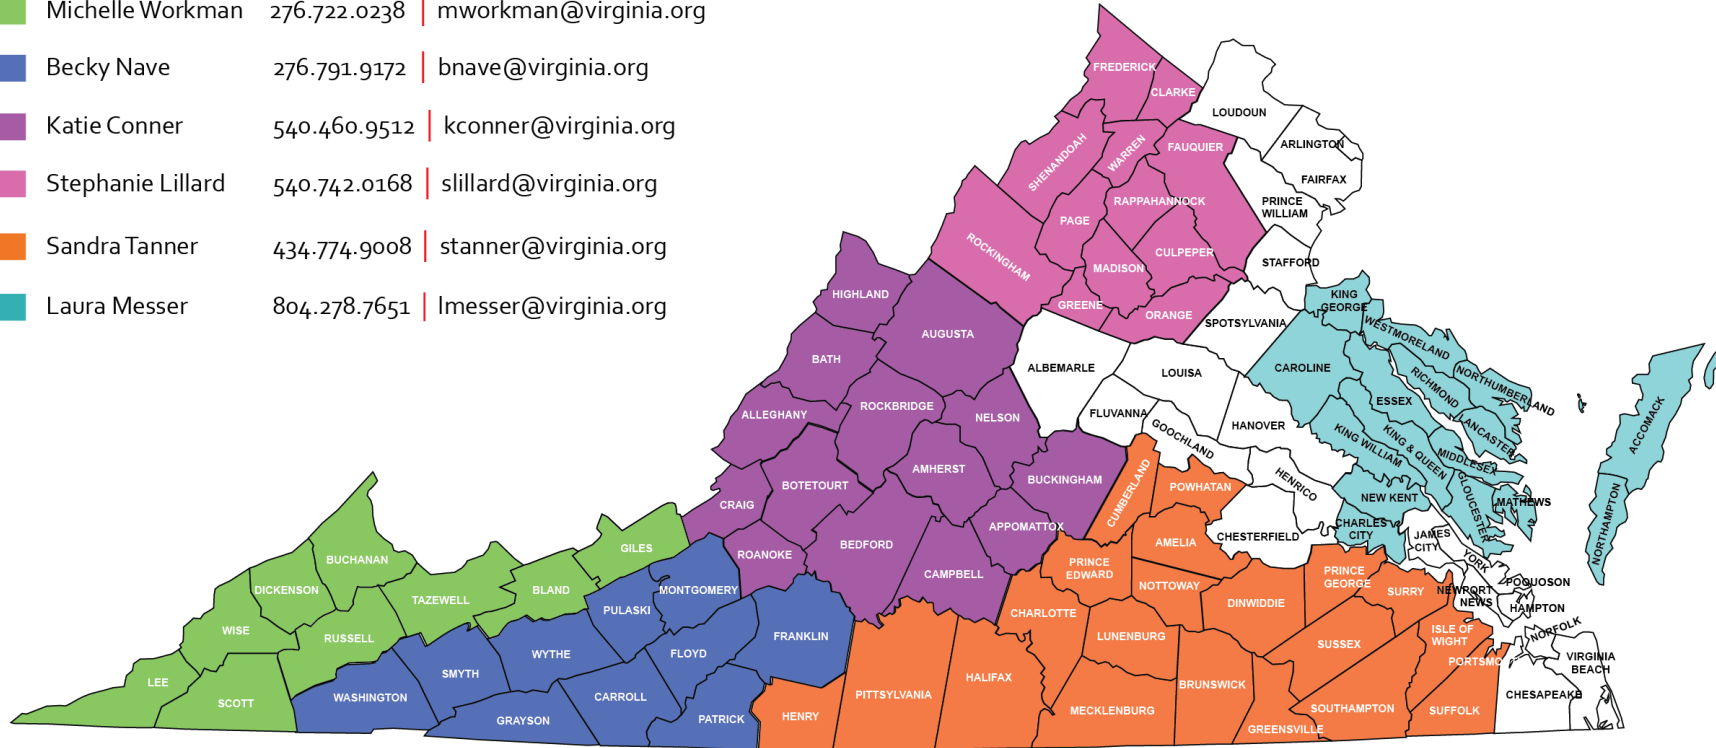 Michelle Workman 276.722.0238 | mworkman@virginia.org
Becky Nave 276.791.9172 | bnave@virginia.org
Katie Conner 540.460.9512 | kconner@virginia.org
Stephanie Lillard 540.742.0168 | slillard@virginia.org
Sandra Tanner 434.774.9008 | stanner@virginia.org
Laura Messer 804.278.7651 | lmesser@virginia.org
FREDERICK
CLARKE
LOUDOUN
SHENANDOAH
WARREN
FAUQUIER
ARLINGTON
FAIRFAX
PAGE
RAPPAHANNOCK
PRINCE
WILLIAM
ROCKINGHAM
MADISON
CULPEPER
STAFFORD
GREENE
ORANGE
HIGHLAND
AUGUSTA
SPOTSYLVANIA
KING
GEORGE
WESTMORELAND
BATH
ALBEMARLE
LOUISA
CAROLINE
RICHMOND
NORTHUMBERLAND
ALLEGHANY
ROCKBRIDGE
NELSON
FLUVANNA
GOOCHLAND
HANOVER
ESSEX
LANCASTER
ACCOMACK
KING WILLIAM
KING & QUEEN
MIDDLESEX
CRAIG
BOTETOURT
AMHERST
BUCKINGHAM
CUMBERLAND
POWHATAN
HENRICO
NEW KENT
GLOUCESTER
MATHEWS
NORTHAMPTON
ROANOKE
BEDFORD
APPOMATTOX
CAMPBELL
AMELIA
CHESTERFIELD
CHARLES
CITY
JAMES
CITY
YORK
BUCHANAN
DICKENSON
TAZEWELL
BLAND
GILES
PULASKI
MONTGOMERY
PRINCE
EDWARD
NOTTOWAY
DINWIDDIE
PRINCE
GEORGE
SURRY
NEWPORT
NEWS
POQUOSON
HAMPTON
WISE
RUSSELL
WYTHE
FLOYD
FRANKLIN
CHARLOTTE
LUNENBURG
SUSSEX
ISLE OF
WIGHT
NORFOLK
PORTSMO
VIRGINIA
BEACH
LEE
SCOTT
WASHINGTON
SMYTH
GRAYSON
CARROLL
PATRICK
HENRY
PITTSYLVANIA
HALIFAX
MECKLENBURG
BRUNSWICK
GREENSVILLE
SOUTHAMPTON
SUFFOLK
CHESAPEAKE